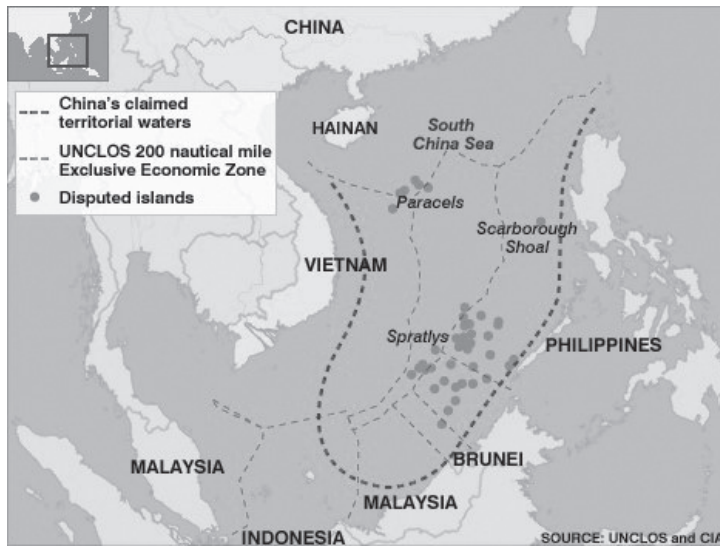 CHINA
China's claimed
territorial waters
UNCLOS 200 nautical mile
Exclusive Economic Zone
Disputed islands
HAINAN
South
China Sea
Paracels
Scarborough
Shoal
VIETNAM
Spratlys
PHILIPPINES
MALAYSIA
BRUNEI
MALAYSIA
INDONESIA
SOURCE: UNCLOS and CIA